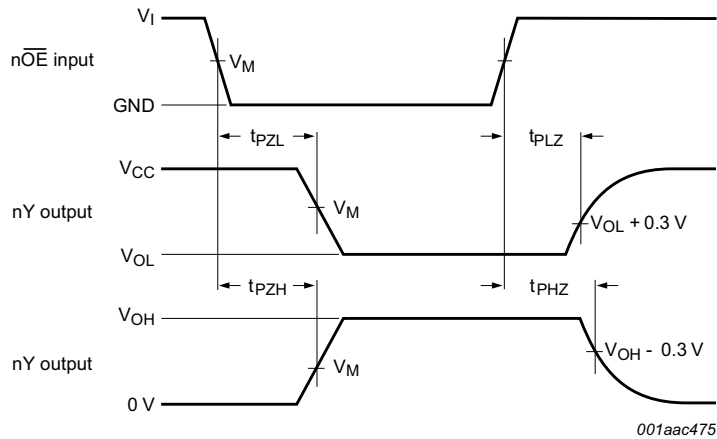 V_I
nO̅E̅ input
V_M
GND
t_PZL
t_PLZ
V_CC
nY output
V_M
V_OL + 0.3 V
V_OL
t_PZH
t_PHZ
V_OH
nY output
V_M
V_OH - 0.3 V
0 V
001aac475